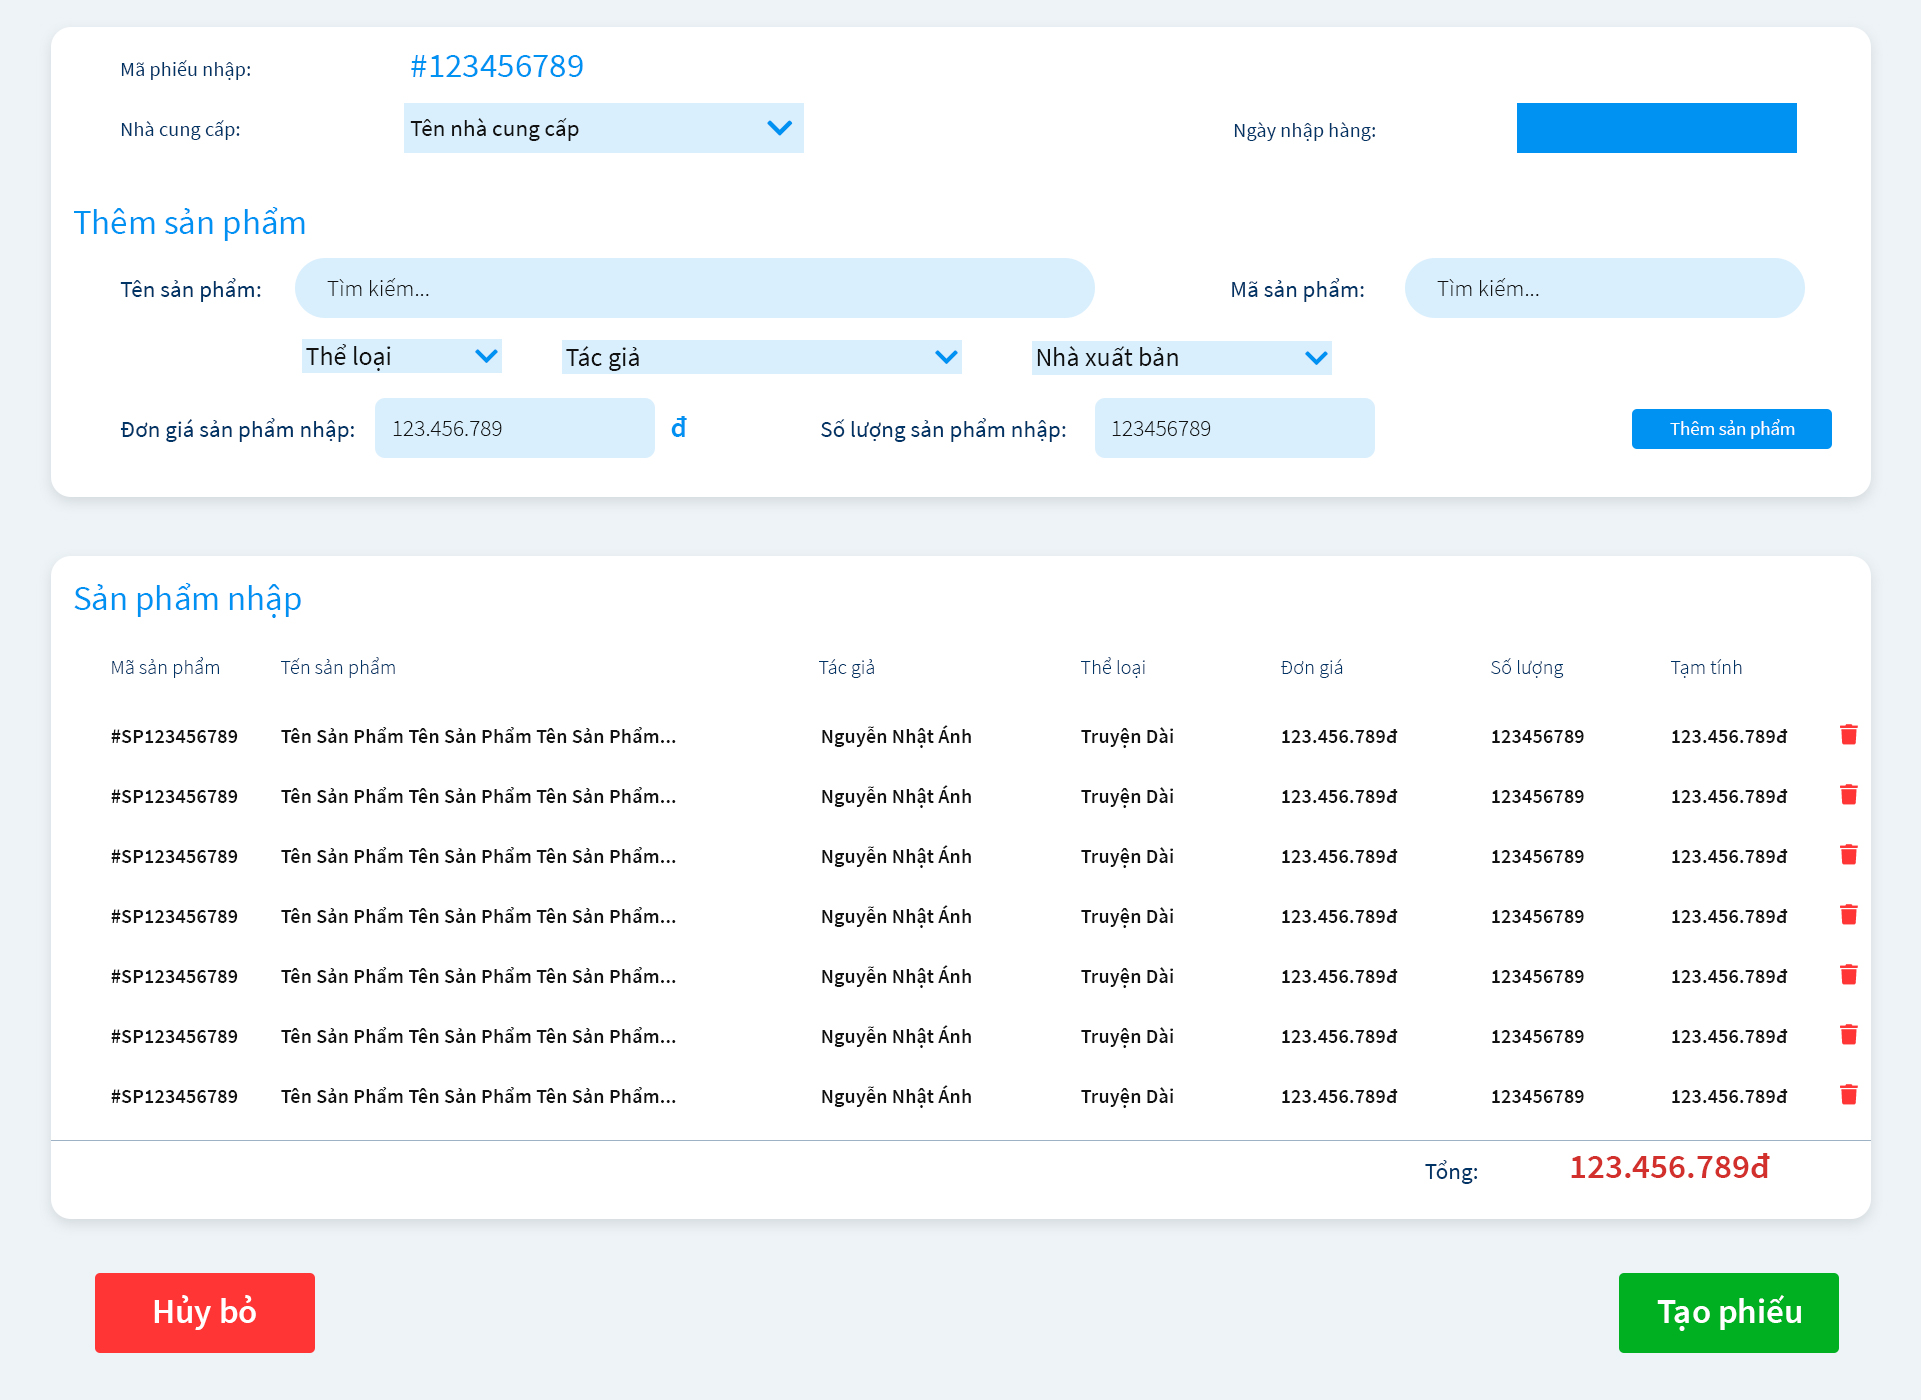 Mã phiếu nhập: #123456789
Nhà cung cấp: Tên nhà cung cấp Ngày nhập hàng:
Thêm sản phẩm
Tên sản phẩm: Tìm kiếm... Mã sản phẩm: Tìm kiếm...
Thể loại Tác giả Nhà xuất bản
Đơn giá sản phẩm nhập: 123.456.789 đ Số lượng sản phẩm nhập: 123456789 Thêm sản phẩm
Sản phẩm nhập
Mã sản phẩm Tến sản phẩm Tác giả Thể loại Đơn giá Số lượng Tạm tính
#SP123456789 Tên Sản Phẩm Tên Sản Phẩm Tên Sản Phẩm... Nguyễn Nhật Ánh Truyện Dài 123.456.789đ 123456789 123.456.789đ
#SP123456789 Tên Sản Phẩm Tên Sản Phẩm Tên Sản Phẩm... Nguyễn Nhật Ánh Truyện Dài 123.456.789đ 123456789 123.456.789đ
#SP123456789 Tên Sản Phẩm Tên Sản Phẩm Tên Sản Phẩm... Nguyễn Nhật Ánh Truyện Dài 123.456.789đ 123456789 123.456.789đ
#SP123456789 Tên Sản Phẩm Tên Sản Phẩm Tên Sản Phẩm... Nguyễn Nhật Ánh Truyện Dài 123.456.789đ 123456789 123.456.789đ
#SP123456789 Tên Sản Phẩm Tên Sản Phẩm Tên Sản Phẩm... Nguyễn Nhật Ánh Truyện Dài 123.456.789đ 123456789 123.456.789đ
#SP123456789 Tên Sản Phẩm Tên Sản Phẩm Tên Sản Phẩm... Nguyễn Nhật Ánh Truyện Dài 123.456.789đ 123456789 123.456.789đ
#SP123456789 Tên Sản Phẩm Tên Sản Phẩm Tên Sản Phẩm... Nguyễn Nhật Ánh Truyện Dài 123.456.789đ 123456789 123.456.789đ
Tổng: 123.456.789đ
Hủy bỏ Tạo phiếu